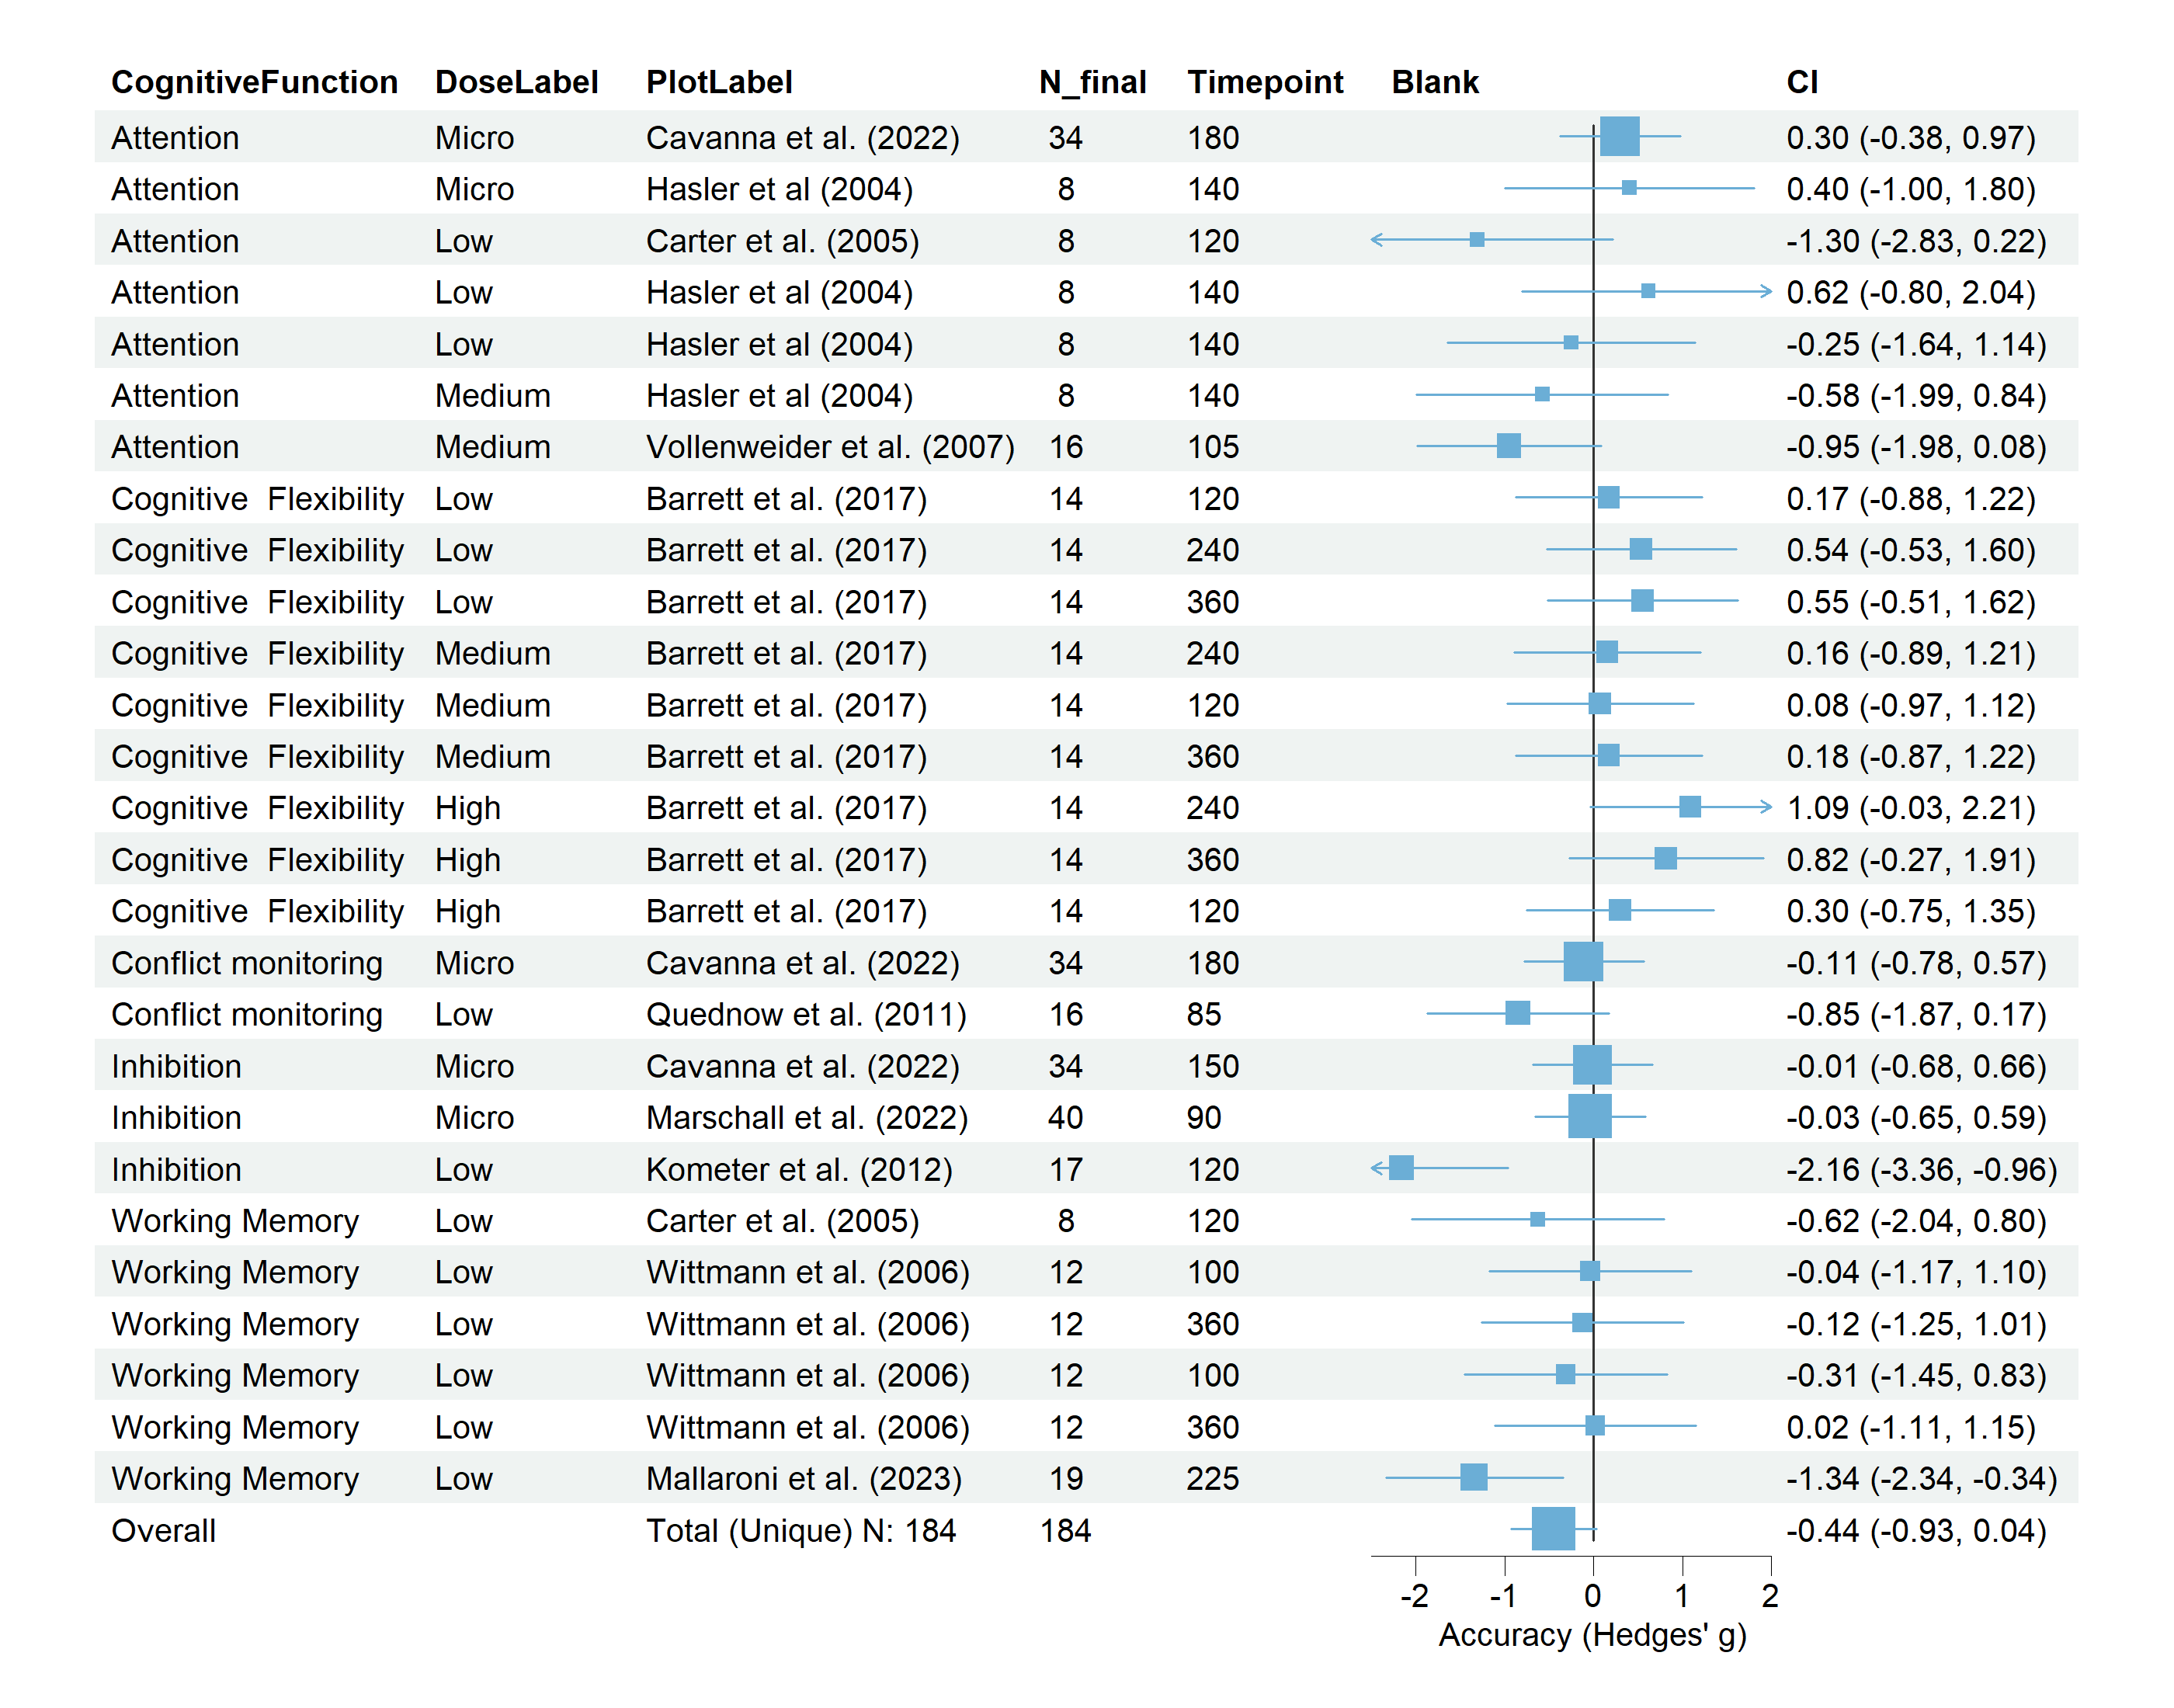 CognitiveFunction DoseLabel PlotLabel N_final Timepoint Blank CI
Attention Micro Cavanna et al. (2022) 34 180 0.30 (-0.38, 0.97)
Attention Micro Hasler et al (2004) 8 140 0.40 (-1.00, 1.80)
Attention Low Carter et al. (2005) 8 120 -1.30 (-2.83, 0.22)
Attention Low Hasler et al (2004) 8 140 0.62 (-0.80, 2.04)
Attention Low Hasler et al (2004) 8 140 -0.25 (-1.64, 1.14)
Attention Medium Hasler et al (2004) 8 140 -0.58 (-1.99, 0.84)
Attention Medium Vollenweider et al. (2007) 16 105 -0.95 (-1.98, 0.08)
Cognitive Flexibility Low Barrett et al. (2017) 14 120 0.17 (-0.88, 1.22)
Cognitive Flexibility Low Barrett et al. (2017) 14 240 0.54 (-0.53, 1.60)
Cognitive Flexibility Low Barrett et al. (2017) 14 360 0.55 (-0.51, 1.62)
Cognitive Flexibility Medium Barrett et al. (2017) 14 240 0.16 (-0.89, 1.21)
Cognitive Flexibility Medium Barrett et al. (2017) 14 120 0.08 (-0.97, 1.12)
Cognitive Flexibility Medium Barrett et al. (2017) 14 360 0.18 (-0.87, 1.22)
Cognitive Flexibility High Barrett et al. (2017) 14 240 1.09 (-0.03, 2.21)
Cognitive Flexibility High Barrett et al. (2017) 14 360 0.82 (-0.27, 1.91)
Cognitive Flexibility High Barrett et al. (2017) 14 120 0.30 (-0.75, 1.35)
Conflict monitoring Micro Cavanna et al. (2022) 34 180 -0.11 (-0.78, 0.57)
Conflict monitoring Low Quednow et al. (2011) 16 85 -0.85 (-1.87, 0.17)
Inhibition Micro Cavanna et al. (2022) 34 150 -0.01 (-0.68, 0.66)
Inhibition Micro Marschall et al. (2022) 40 90 -0.03 (-0.65, 0.59)
Inhibition Low Kometer et al. (2012) 17 120 -2.16 (-3.36, -0.96)
Working Memory Low Carter et al. (2005) 8 120 -0.62 (-2.04, 0.80)
Working Memory Low Wittmann et al. (2006) 12 100 -0.04 (-1.17, 1.10)
Working Memory Low Wittmann et al. (2006) 12 360 -0.12 (-1.25, 1.01)
Working Memory Low Wittmann et al. (2006) 12 100 -0.31 (-1.45, 0.83)
Working Memory Low Wittmann et al. (2006) 12 360 0.02 (-1.11, 1.15)
Working Memory Low Mallaroni et al. (2023) 19 225 -1.34 (-2.34, -0.34)
Overall Total (Unique) N: 184 184 -0.44 (-0.93, 0.04)
-2 -1 0 1 2
Accuracy (Hedges' g)